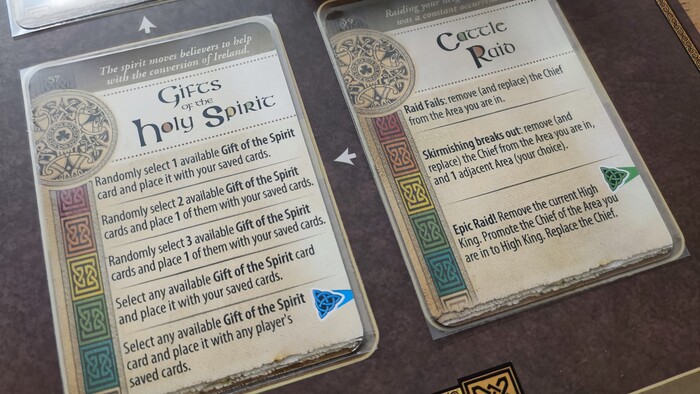 57
The spirit moves believers to help
with the conversion of Ireland.
Gifts
of the
Holy Spirit
Randomly select 1 available Gift of the Spirit
card and place it with your saved cards.
Randomly select 2 available Gift of the Spirit
cards and place 1 of them with your saved cards.
Randomly select 3 available Gift of the Spirit
cards and place 1 of them with your saved cards.
Select any available Gift of the Spirit card
and place it with your saved cards.
Select any available Gift of the Spirit
card and place it with any player's
saved cards.
59
Raiding your
was a constant
Cattle
Raid
Raid Fails: remove (and replace) the Chief
from the Area you are in.
Skirmishing breaks out: remove (and
replace) the Chief from the Area you are in,
and 1 adjacent Area (your choice).
Epic Raid! Remove the current High
King. Promote the Chief of the Area you
are in to High King. Replace the Chief.